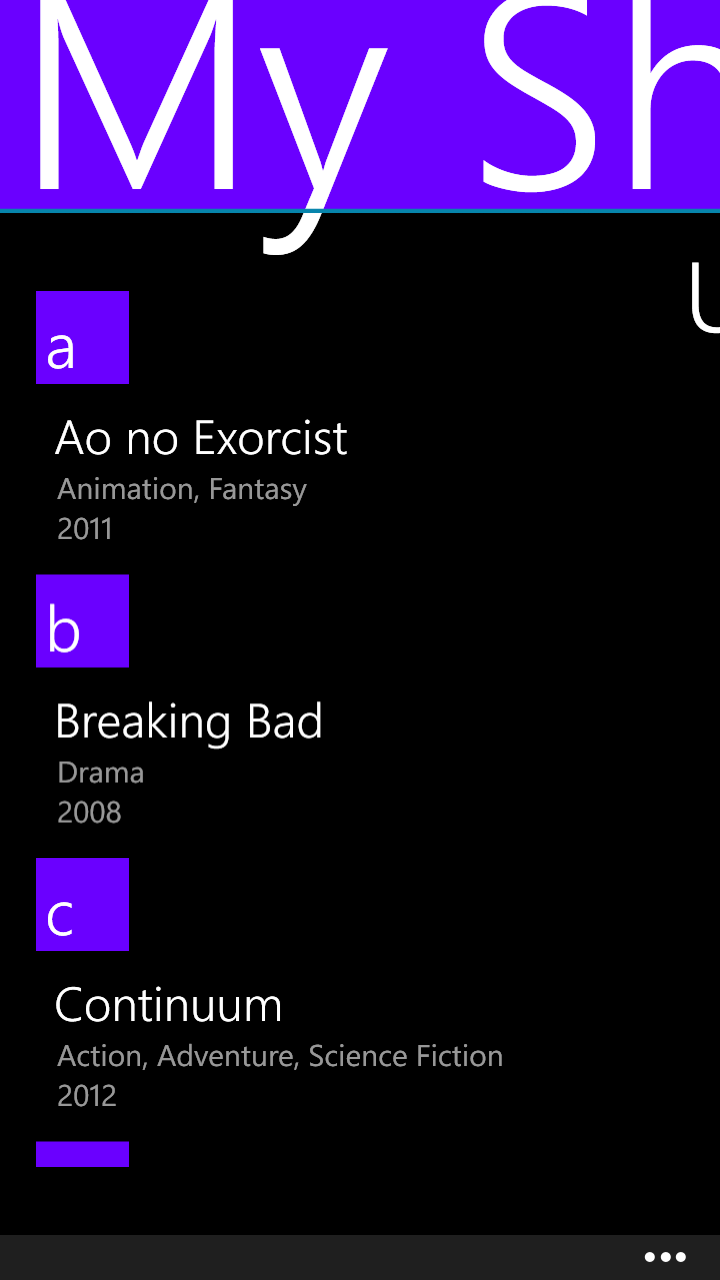 My Sh
U
a
Ao no Exorcist
Animation, Fantasy
2011
b
Breaking Bad
Drama
2008
c
Continuum
Action, Adventure, Science Fiction
2012